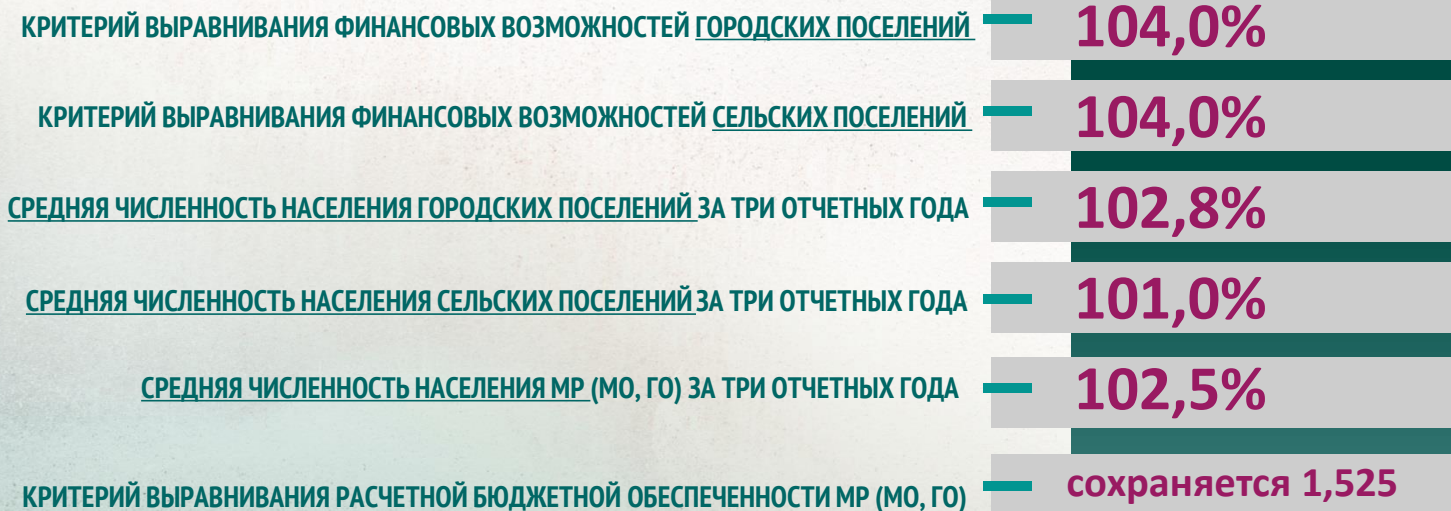 КРИТЕРИЙ ВЫРАВНИВАНИЯ ФИНАНСОВЫХ ВОЗМОЖНОСТЕЙ ГОРОДСКИХ ПОСЕЛЕНИЙ 104,0%
КРИТЕРИЙ ВЫРАВНИВАНИЯ ФИНАНСОВЫХ ВОЗМОЖНОСТЕЙ СЕЛЬСКИХ ПОСЕЛЕНИЙ 104,0%
СРЕДНЯЯ ЧИСЛЕННОСТЬ НАСЕЛЕНИЯ ГОРОДСКИХ ПОСЕЛЕНИЙ ЗА ТРИ ОТЧЕТНЫХ ГОДА 102,8%
СРЕДНЯЯ ЧИСЛЕННОСТЬ НАСЕЛЕНИЯ СЕЛЬСКИХ ПОСЕЛЕНИЙ ЗА ТРИ ОТЧЕТНЫХ ГОДА 101,0%
СРЕДНЯЯ ЧИСЛЕННОСТЬ НАСЕЛЕНИЯ МР (МО, ГО) ЗА ТРИ ОТЧЕТНЫХ ГОДА 102,5%
КРИТЕРИЙ ВЫРАВНИВАНИЯ РАСЧЕТНОЙ БЮДЖЕТНОЙ ОБЕСПЕЧЕННОСТИ МР (МО, ГО) сохраняется 1,525